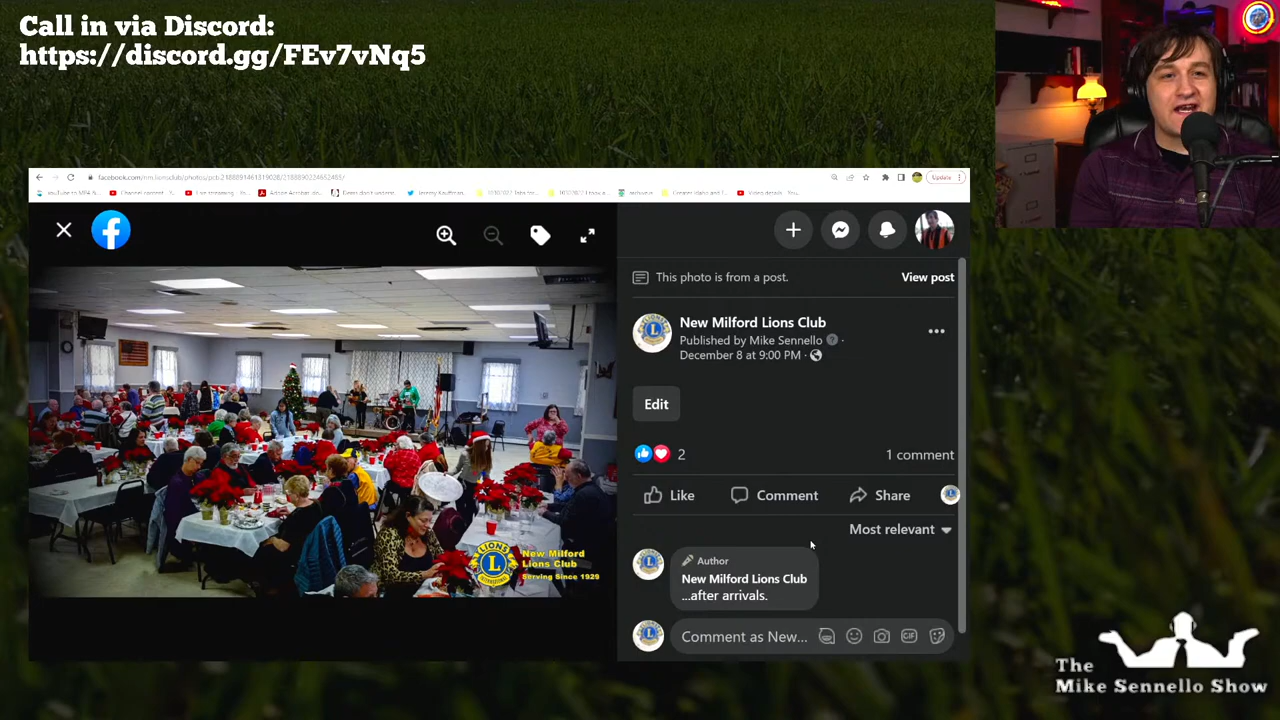 Call in via Discord:
https://discord.gg/FEv7vNq5
Update
This photo is from a post.
View post
New Milford Lions Club
Published by Mike Sennello
December 8 at 9:00 PM ·
Edit
2
1 comment
Like
Comment
Share
Most relevant
Author
New Milford Lions Club
...after arrivals.
Comment as New...
GIF
L
New Milford
Lions Club
Serving Since 1929
The
Mike Sennello Show